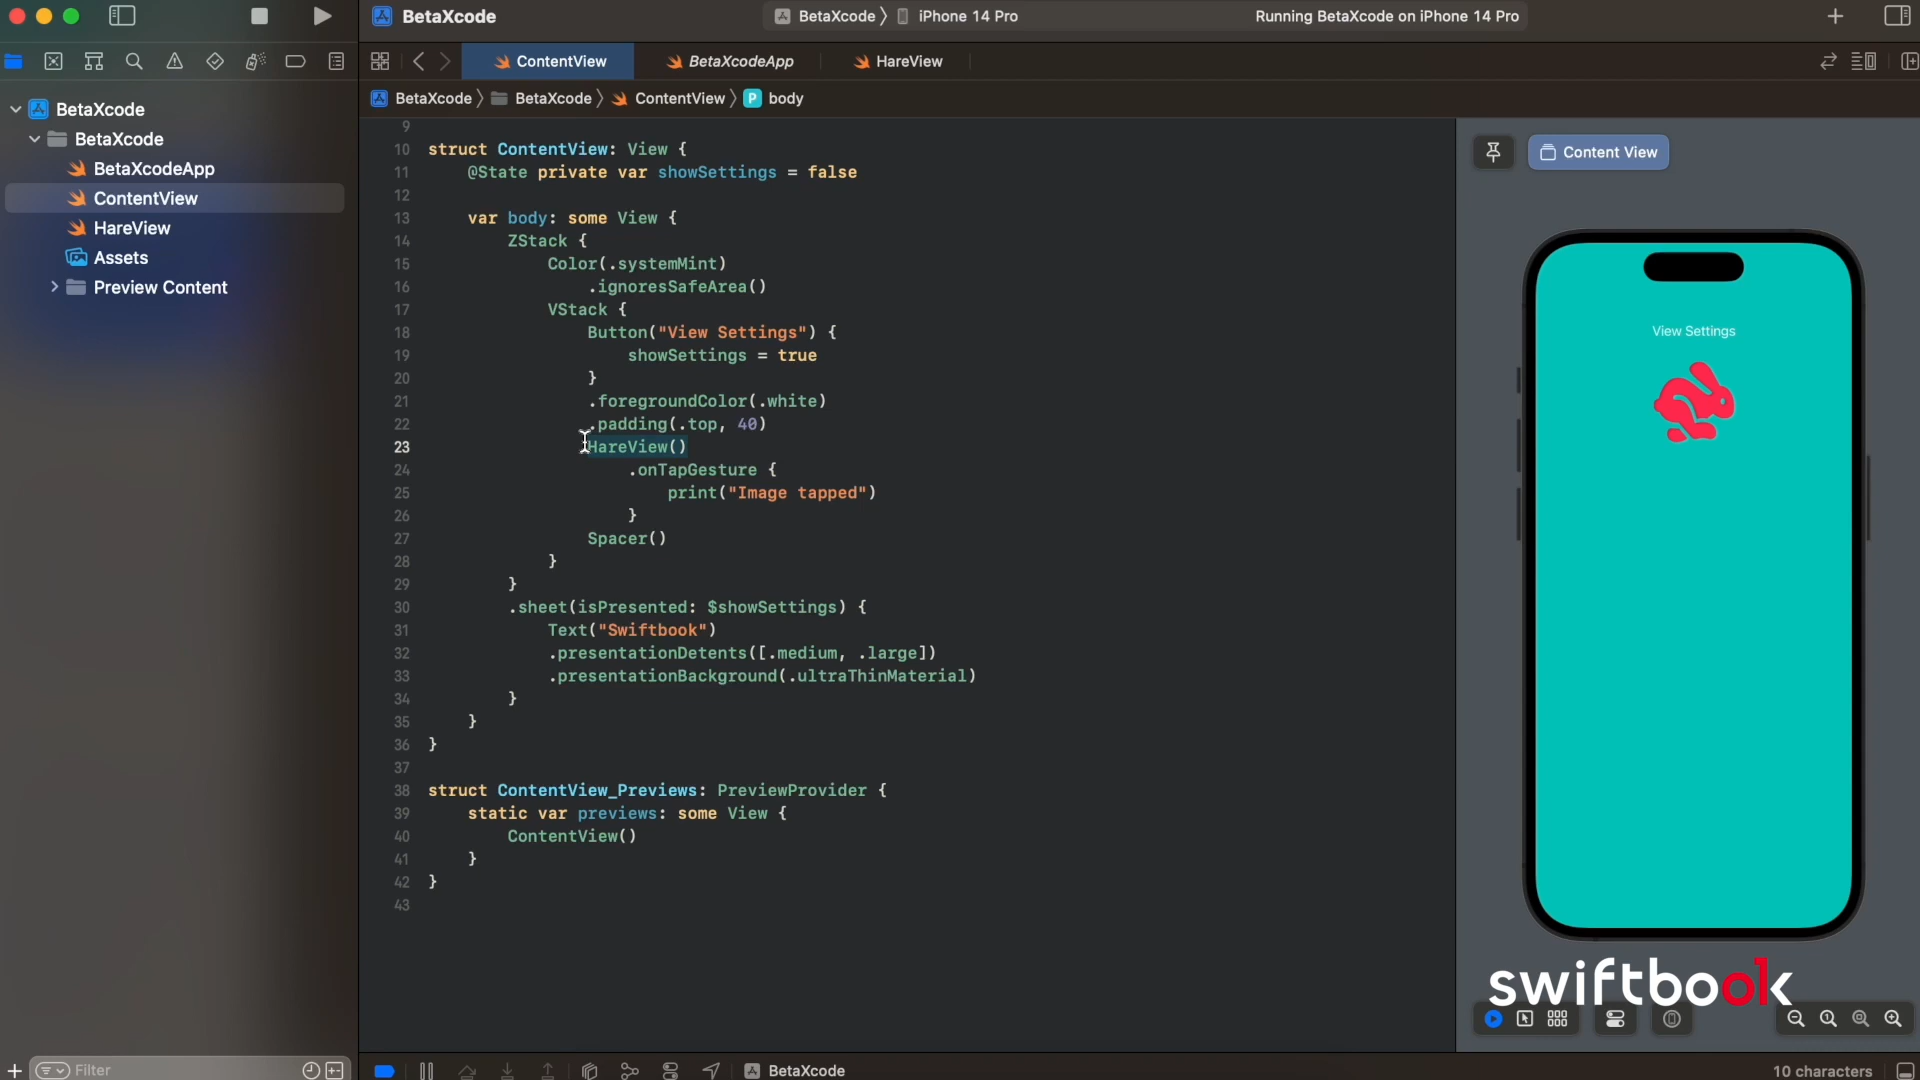 BetaXcode
BetaXcode
iPhone 14 Pro
Running BetaXcode on iPhone 14 Pro
ContentView
BetaXcodeApp
HareView
BetaXcode
BetaXcode
ContentView
P
body
BetaXcode
BetaXcode
BetaXcodeApp
ContentView
HareView
Assets
Preview Content
9
10 struct ContentView: View {
11 @State private var showSettings = false
12
13 var body: some View {
14 ZStack {
15 Color(.systemMint)
16 .ignoresSafeArea()
17 VStack {
18 Button("View Settings") {
19 showSettings = true
20 }
21 .foregroundColor(.white)
22 .padding(.top, 40)
23 HareView()
24 .onTapGesture {
25 print("Image tapped")
26 }
27 Spacer()
28 }
29 }
30 .sheet(isPresented: $showSettings) {
31 Text("Swiftbook")
32 .presentationDetents([.medium, .large])
33 .presentationBackground(.ultraThinMaterial)
34 }
35 }
36 }
37
38 struct ContentView_Previews: PreviewProvider {
39 static var previews: some View {
40 ContentView()
41 }
42 }
43
Content View
View Settings
swiftbook
Filter
BetaXcode
10 characters